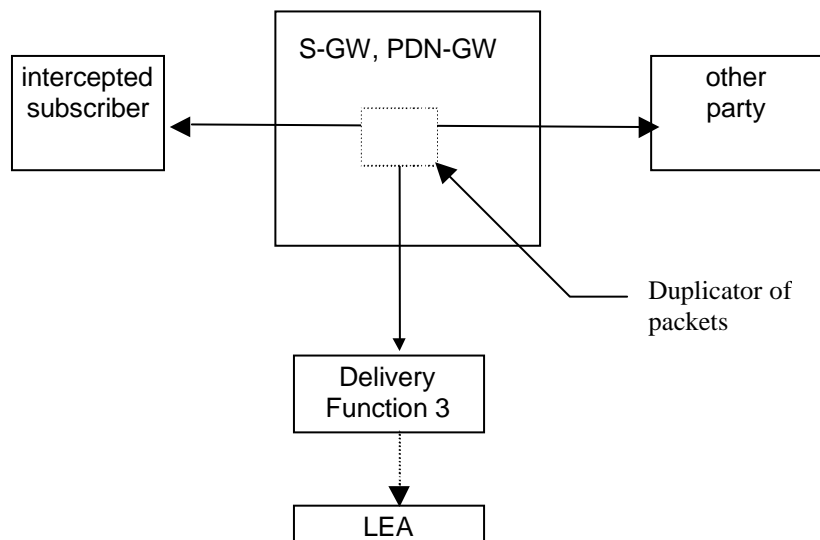 S-GW, PDN-GW
intercepted
subscriber
other
party
Duplicator of
packets
Delivery
Function 3
LEA